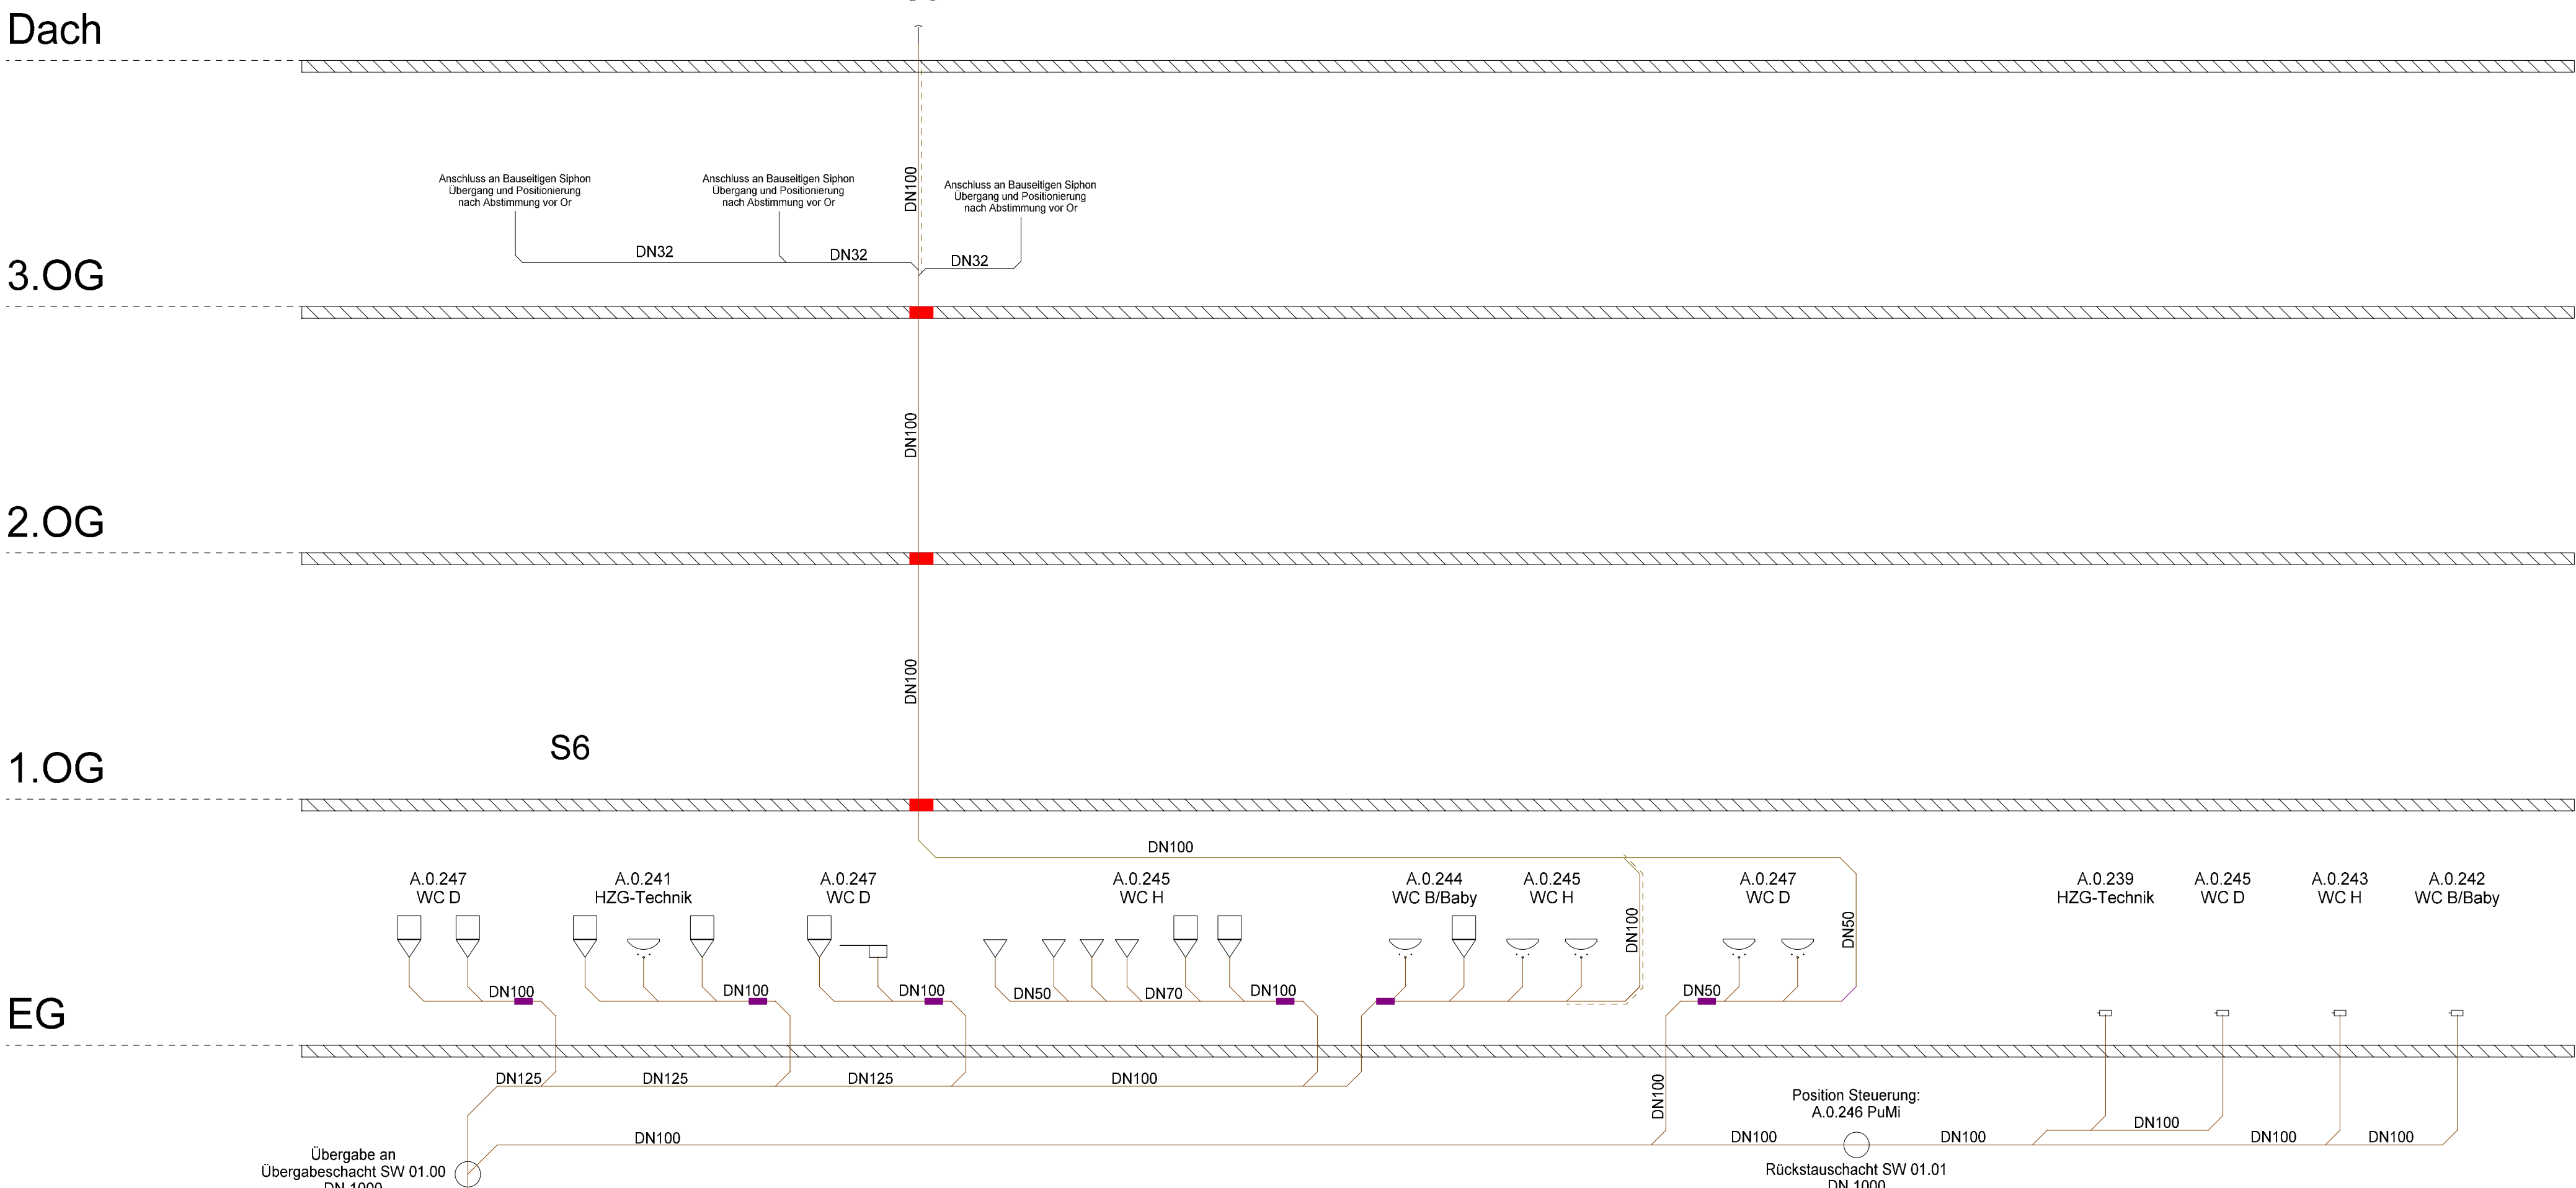 Dach
DN100
Anschluss an Bauseitigen Siphon
Übergang und Positionierung
nach Abstimmung vor Or
Anschluss an Bauseitigen Siphon
Übergang und Positionierung
nach Abstimmung vor Or
Anschluss an Bauseitigen Siphon
Übergang und Positionierung
nach Abstimmung vor Or
DN32
DN32
DN32
3.OG
DN100
2.OG
DN100
S6
1.OG
DN100
A.0.247
WC D
A.0.241
HZG-Technik
A.0.247
WC D
A.0.245
WC H
A.0.244
WC B/Baby
A.0.245
WC H
A.0.247
WC D
A.0.239
HZG-Technik
A.0.245
WC D
A.0.243
WC H
A.0.242
WC B/Baby
DN100
DN50
DN100
DN100
DN100
DN50
DN70
DN100
DN50
EG
DN125
DN125
DN125
DN100
DN100
Position Steuerung:
A.0.246 PuMi
DN100
DN100
DN100
DN100
DN100
DN100
Übergabe an
Übergabeschacht SW 01.00
DN 1000
Rückstauschacht SW 01.01
DN 1000